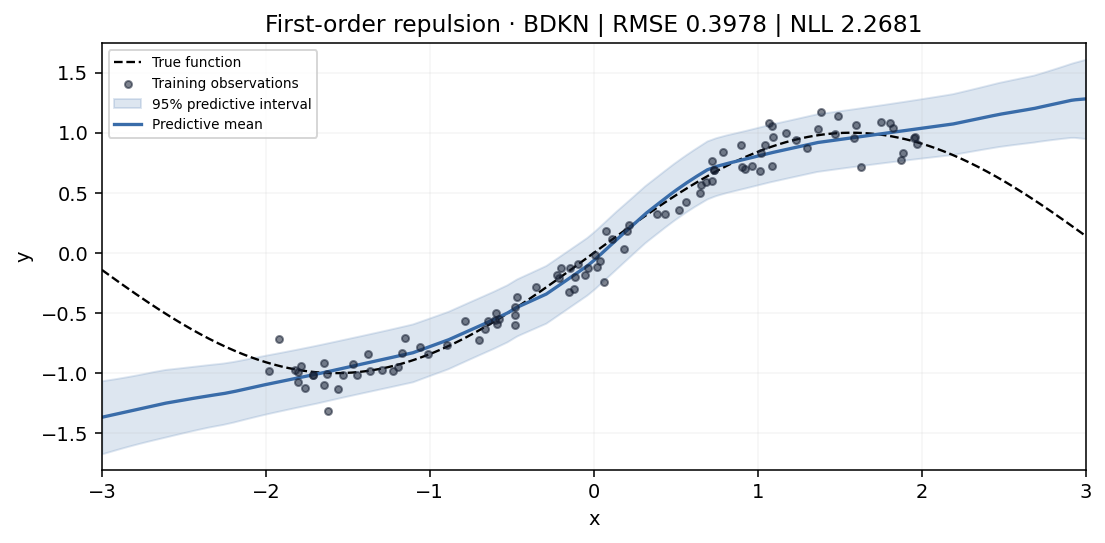 First-order repulsion · BDKN | RMSE 0.3978 | NLL 2.2681
True function
Training observations
95% predictive interval
Predictive mean
y
1.5
1.0
0.5
0.0
−0.5
−1.0
−1.5
−3
−2
−1
0
1
2
3
x